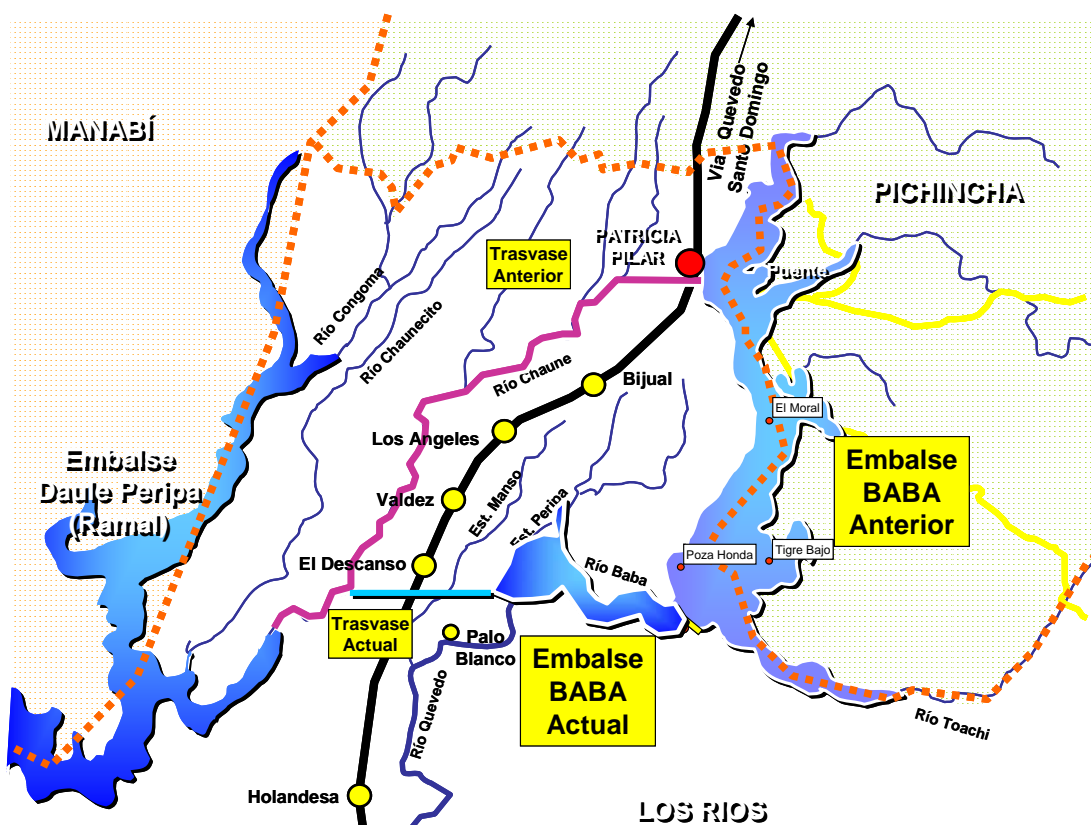 MANABÍ
Via Quevedo
Santo Domingo
PICHINCHA
PATRICIA
PILAR
Trasvase
Anterior
Puente
Río Congoma
Río Chaunecito
Río Chaune
Bijual
El Moral
Los Angeles
Embalse
Daule Peripa
(Ramal)
Embalse
BABA
Anterior
Valdez
Est. Manso
Est. Peripa
El Descanso
Poza Honda
Tigre Bajo
Río Baba
Trasvase
Actual
Palo
Blanco
Embalse
BABA
Actual
Río Quevedo
Río Toachi
Holandesa
LOS RIOS